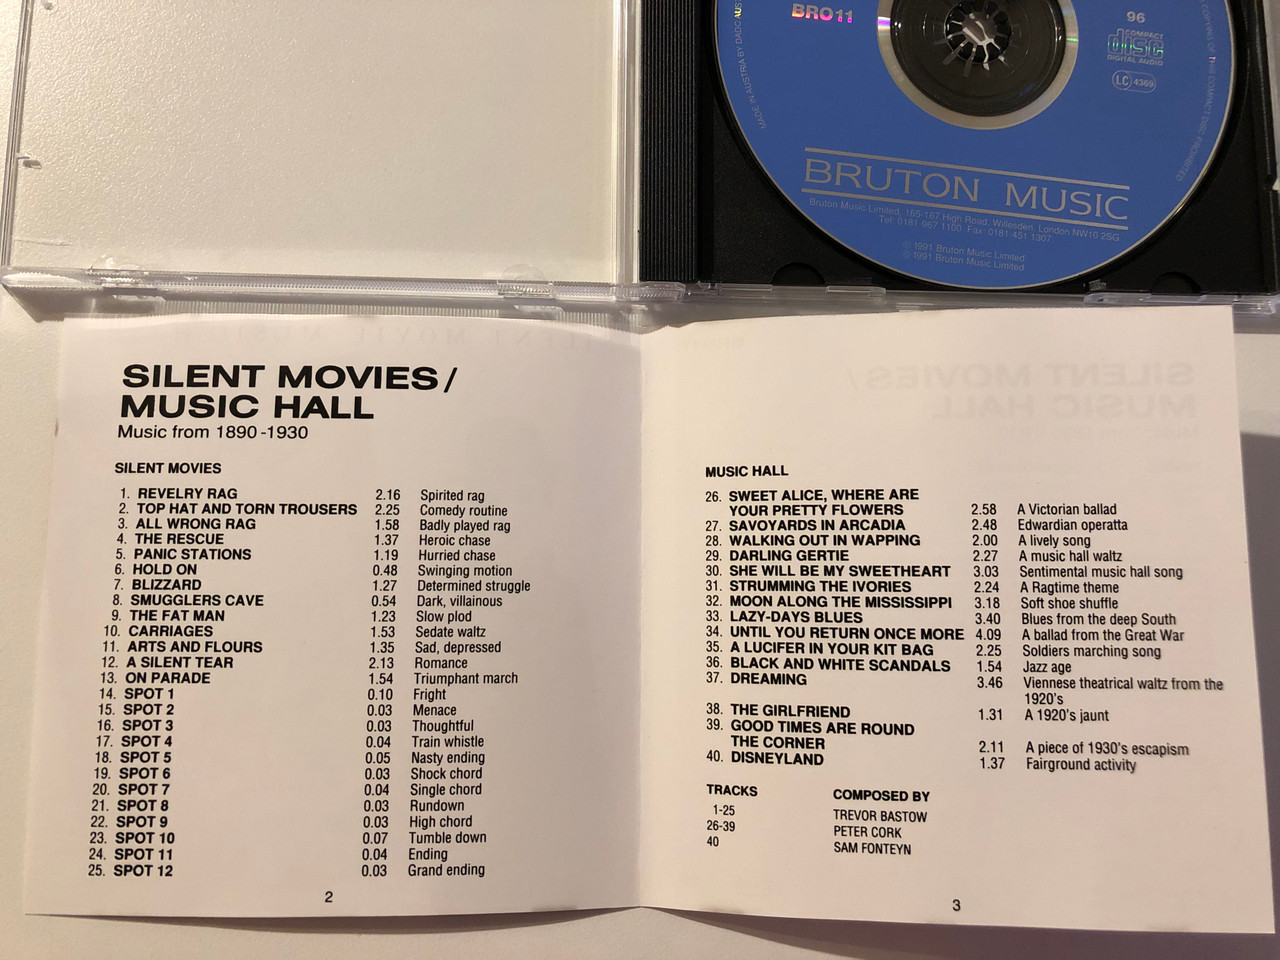 BRO11
96
COMPACT
disc
DIGITAL AUDIO
LC 4369
MADE IN AUSTRIA BY DADC AUS
COPYING OF THIS COMPACT DISC PROHIBITED
BRUTON MUSIC
Bruton Music Limited, 165-167 High Road, Willesden, London NW10 2SG
Tel: 0181-967 1100 Fax: 0181-451 1307
© 1991 Bruton Music Limited
© 1991 Bruton Music Limited
SILENT MOVIES/
MUSIC HALL
Music from 1890-1930
SILENT MOVIES
1. REVELRY RAG 2.16 Spirited rag
2. TOP HAT AND TORN TROUSERS 2.25 Comedy routine
3. ALL WRONG RAG 1.58 Badly played rag
4. THE RESCUE 1.37 Heroic chase
5. PANIC STATIONS 1.19 Hurried chase
6. HOLD ON 0.48 Swinging motion
7. BLIZZARD 1.27 Determined struggle
8. SMUGGLERS CAVE 0.54 Dark, villainous
9. THE FAT MAN 1.23 Slow plod
10. CARRIAGES 1.53 Sedate waltz
11. ARTS AND FLOURS 1.35 Sad, depressed
12. A SILENT TEAR 2.13 Romance
13. ON PARADE 1.54 Triumphant march
14. SPOT 1 0.10 Fright
15. SPOT 2 0.03 Menace
16. SPOT 3 0.03 Thoughtful
17. SPOT 4 0.04 Train whistle
18. SPOT 5 0.05 Nasty ending
19. SPOT 6 0.03 Shock chord
20. SPOT 7 0.04 Single chord
21. SPOT 8 0.03 Rundown
22. SPOT 9 0.03 High chord
23. SPOT 10 0.07 Tumble down
24. SPOT 11 0.04 Ending
25. SPOT 12 0.03 Grand ending
2
MUSIC HALL
26. SWEET ALICE, WHERE ARE
YOUR PRETTY FLOWERS 2.58 A Victorian ballad
27. SAVOYARDS IN ARCADIA 2.48 Edwardian operatta
28. WALKING OUT IN WAPPING 2.00 A lively song
29. DARLING GERTIE 2.27 A music hall waltz
30. SHE WILL BE MY SWEETHEART 3.03 Sentimental music hall song
31. STRUMMING THE IVORIES 2.24 A Ragtime theme
32. MOON ALONG THE MISSISSIPPI 3.18 Soft shoe shuffle
33. LAZY-DAYS BLUES 3.40 Blues from the deep South
34. UNTIL YOU RETURN ONCE MORE 4.09 A ballad from the Great War
35. A LUCIFER IN YOUR KIT BAG 2.25 Soldiers marching song
36. BLACK AND WHITE SCANDALS 1.54 Jazz age
37. DREAMING 3.46 Viennese theatrical waltz from the
1920's
38. THE GIRLFRIEND 1.31 A 1920's jaunt
39. GOOD TIMES ARE ROUND
THE CORNER 2.11 A piece of 1930's escapism
40. DISNEYLAND 1.37 Fairground activity
TRACKS COMPOSED BY
1-25 TREVOR BASTOW
26-39 PETER CORK
40 SAM FONTEYN
3